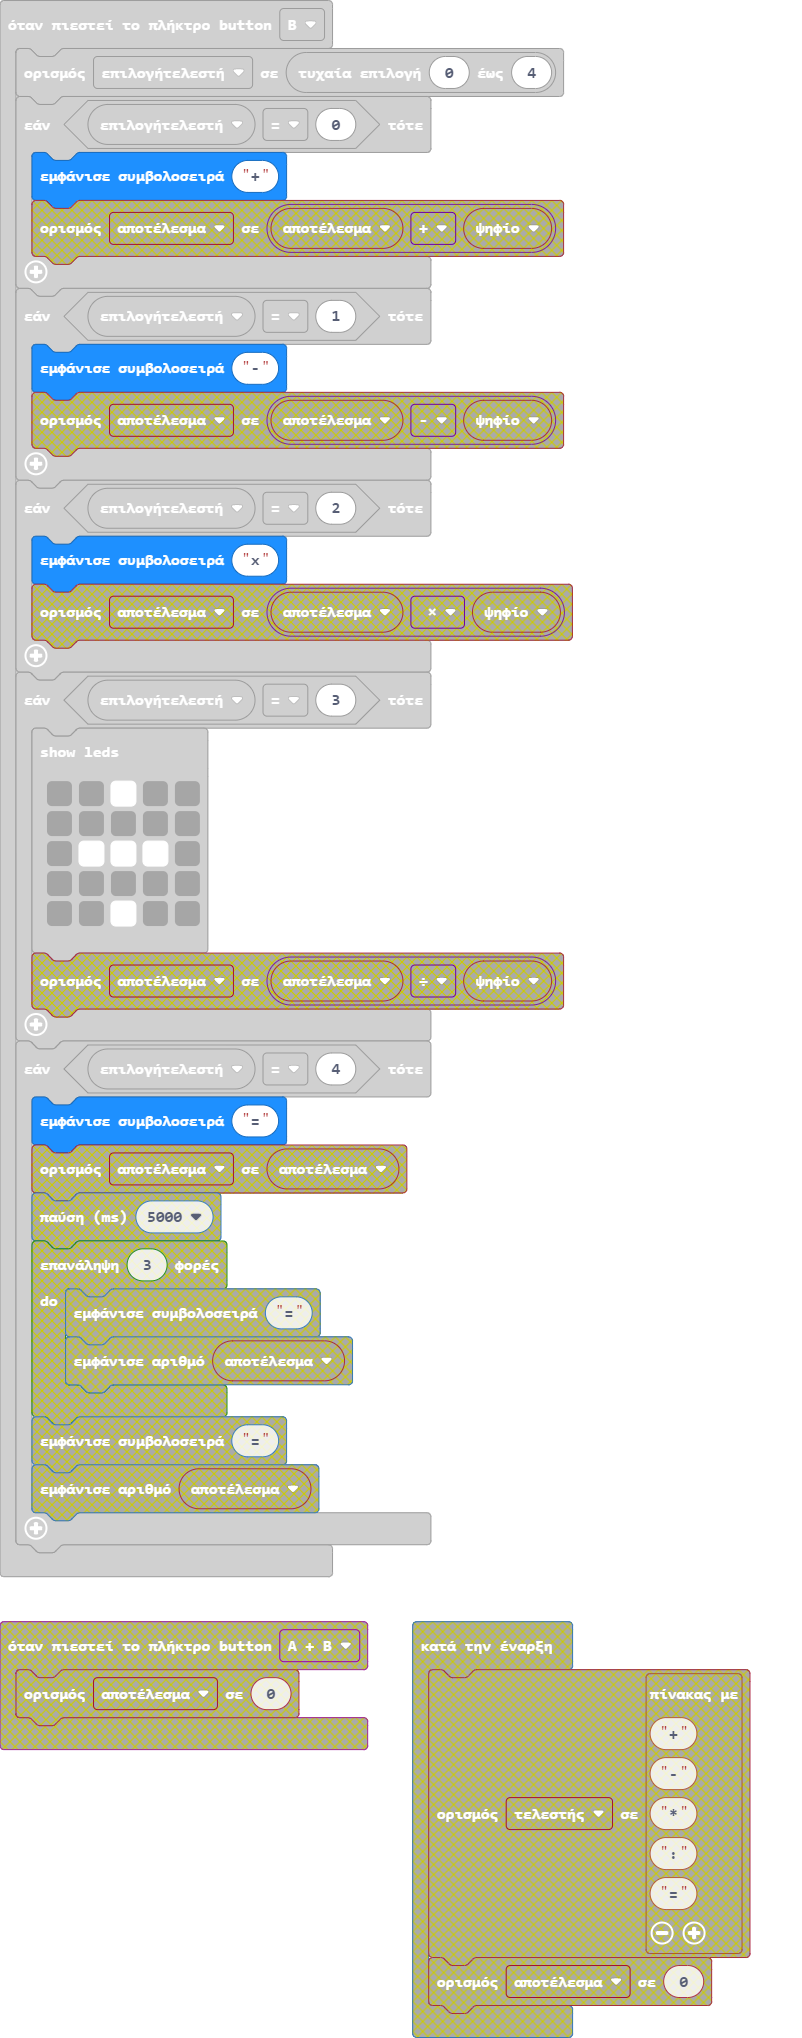 όταν πιεστεί το πλήκτρο button B
ορισμός επιλογήτελεστή σε τυχαία επιλογή 0 έως 4
εάν επιλογήτελεστή = 0 τότε
εμφάνισε συμβολοσειρά "+"
ορισμός αποτέλεσμα σε αποτέλεσμα + ψηφίο
εάν επιλογήτελεστή = 1 τότε
εμφάνισε συμβολοσειρά "-"
ορισμός αποτέλεσμα σε αποτέλεσμα - ψηφίο
εάν επιλογήτελεστή = 2 τότε
εμφάνισε συμβολοσειρά "x"
ορισμός αποτέλεσμα σε αποτέλεσμα × ψηφίο
εάν επιλογήτελεστή = 3 τότε
show leds
ορισμός αποτέλεσμα σε αποτέλεσμα ÷ ψηφίο
εάν επιλογήτελεστή = 4 τότε
εμφάνισε συμβολοσειρά "="
ορισμός αποτέλεσμα σε αποτέλεσμα
παύση (ms) 5000
επανάληψη 3 φορές
do
εμφάνισε συμβολοσειρά "="
εμφάνισε αριθμό αποτέλεσμα
εμφάνισε συμβολοσειρά "="
εμφάνισε αριθμό αποτέλεσμα
όταν πιεστεί το πλήκτρο button A + B
ορισμός αποτέλεσμα σε 0
κατά την έναρξη
ορισμός τελεστής σε πίνακας με
"+"
"-"
"*"
":"
"="
ορισμός αποτέλεσμα σε 0